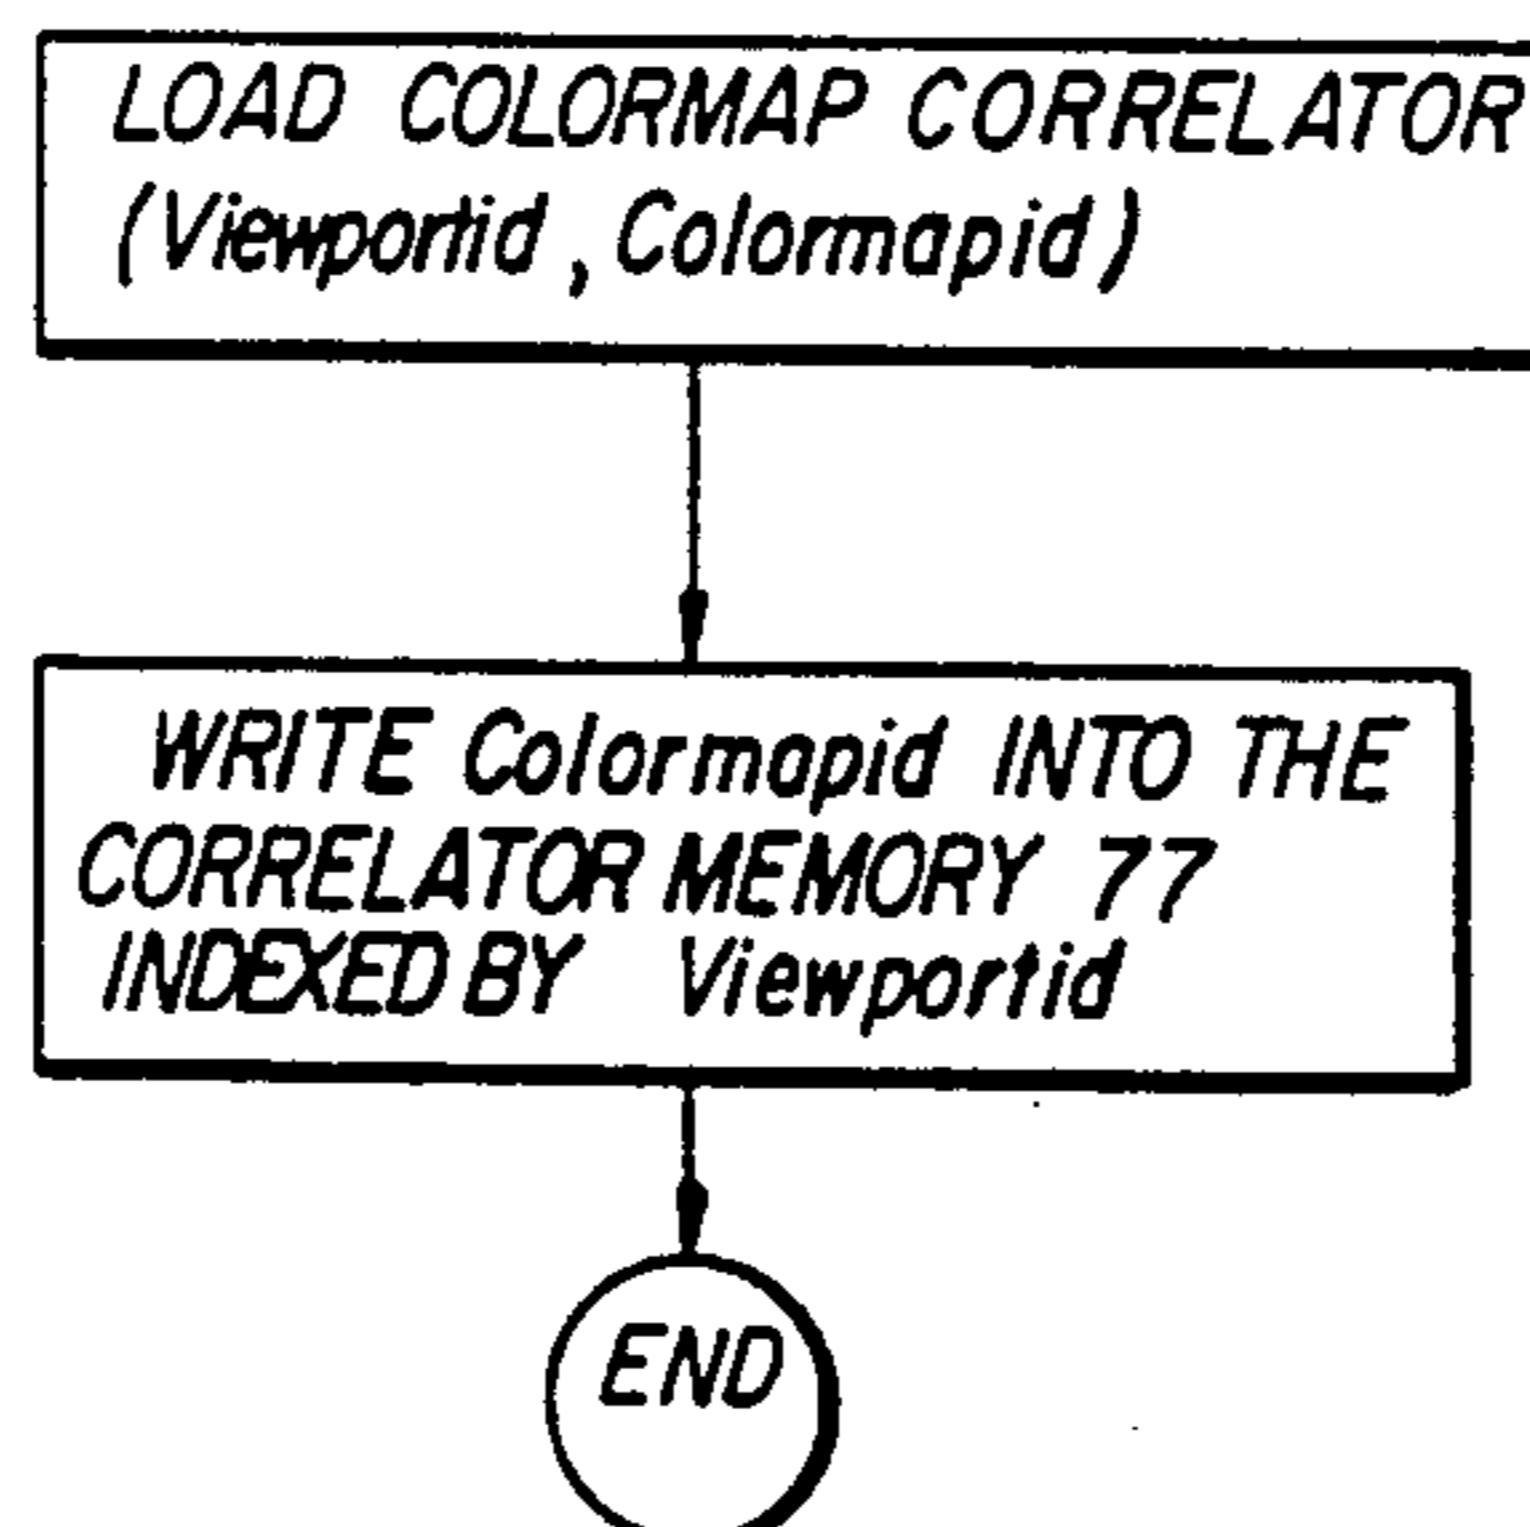 LOAD COLORMAP CORRELATOR
(Viewportid, Colormapid)
WRITE Colormapid INTO THE
CORRELATOR MEMORY 77
INDEXED BY Viewportid
END